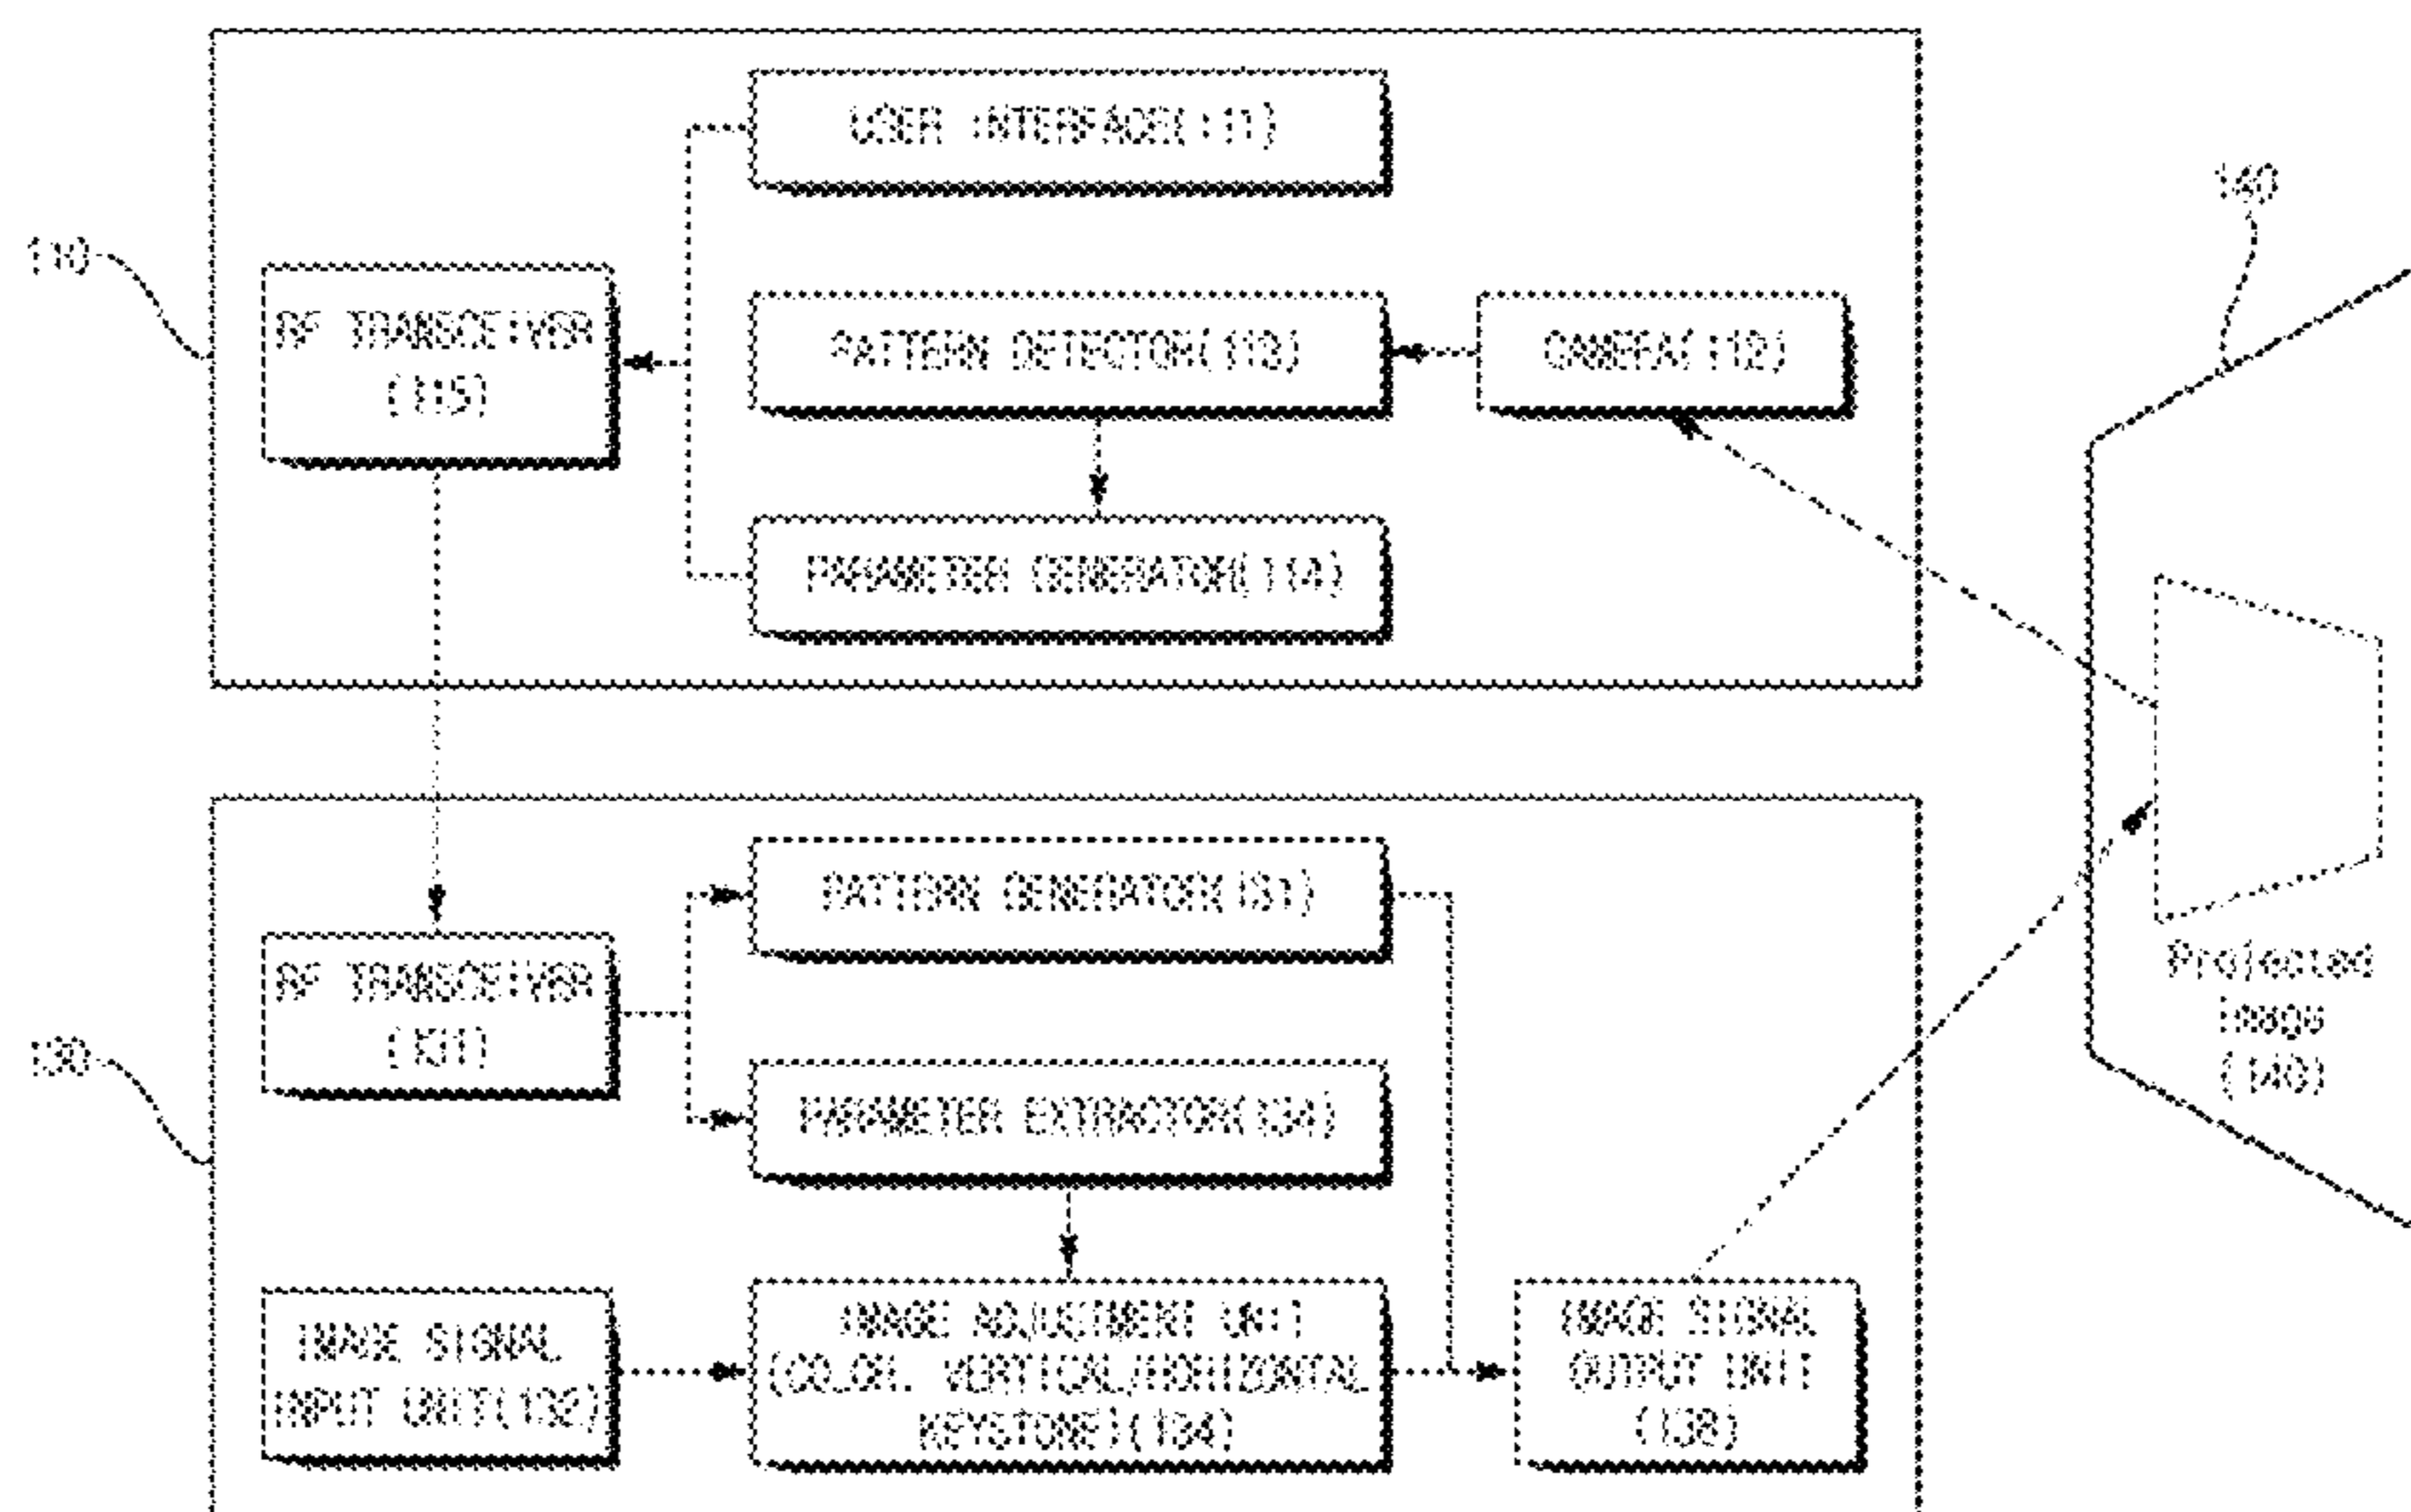 USER INTERFACE(111)
140
110
RF TRANSCEIVER
(115)
PATTERN DETECTOR(113)
CAMERA(112)
PARAMETER GENERATOR(114)
PATTERN GENERATOR
RF TRANSCEIVER
Projected
Image
(140)
130
PARAMETER EXTRACTOR(134)
IMAGE SIGNAL
INPUT UNIT(132)
IMAGE ADJUSTMENT UNIT
(COLOR, VERTICAL/HORIZONTAL
KEYSTONE)(134)
IMAGE SIGNAL
OUTPUT UNIT